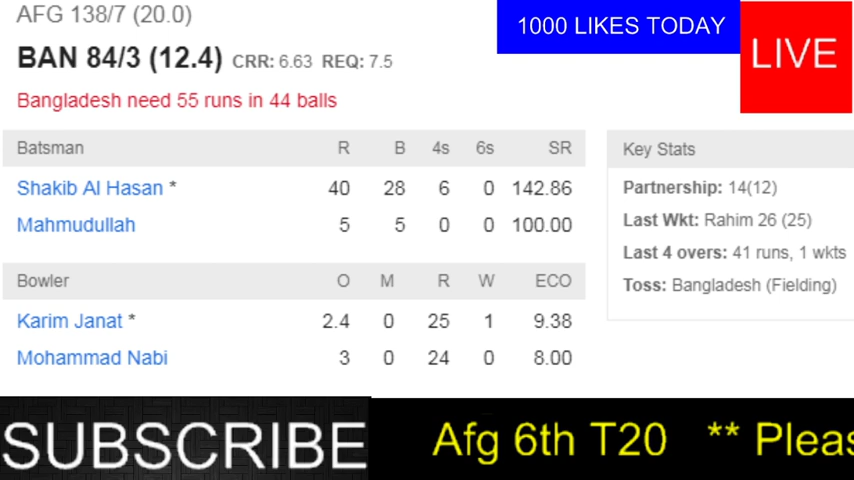 AFG 138/7 (20.0)
1000 LIKES TODAY
LIVE
BAN 84/3 (12.4) CRR: 6.63 REQ: 7.5
Bangladesh need 55 runs in 44 balls
Batsman R B 4s 6s SR
Shakib Al Hasan * 40 28 6 0 142.86
Mahmudullah 5 5 0 0 100.00
Key Stats
Partnership: 14(12)
Last Wkt: Rahim 26 (25)
Last 4 overs: 41 runs, 1 wkts
Toss: Bangladesh (Fielding)
Bowler O M R W ECO
Karim Janat * 2.4 0 25 1 9.38
Mohammad Nabi 3 0 24 0 8.00
SUBSCRIBE
Afg 6th T20 ** Pleas